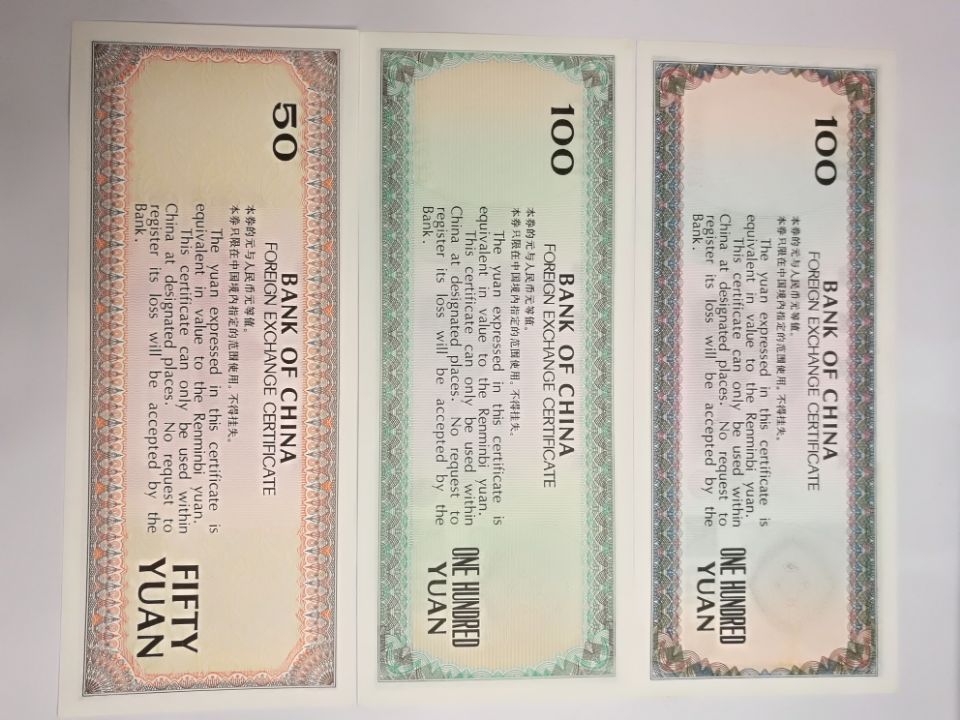 50
BANK OF CHINA
FOREIGN EXCHANGE CERTIFICATE
本券的元与人民币元等值。
本券只限在中国境内指定的范围使用。不得挂失。
The yuan expressed in this certificate is
equivalent in value to the Renminbi yuan.
This certificate can only be used within
China at designated places. No request to
register its loss will be accepted by the
Bank.
FIFTY
YUAN
100
BANK OF CHINA
FOREIGN EXCHANGE CERTIFICATE
本券的元与人民币元等值。
本券只限在中国境内指定的范围使用。不得挂失。
The yuan expressed in this certificate is
equivalent in value to the Renminbi yuan.
This certificate can only be used within
China at designated places. No request to
register its loss will be accepted by the
Bank.
ONE HUNDRED
YUAN
100
BANK OF CHINA
FOREIGN EXCHANGE CERTIFICATE
本券的元与人民币元等值。
本券只限在中国境内指定的范围使用。不得挂失。
The yuan expressed in this certificate is
equivalent in value to the Renminbi yuan.
This certificate can only be used within
China at designated places. No request to
register its loss will be accepted by the
Bank.
ONE HUNDRED
YUAN